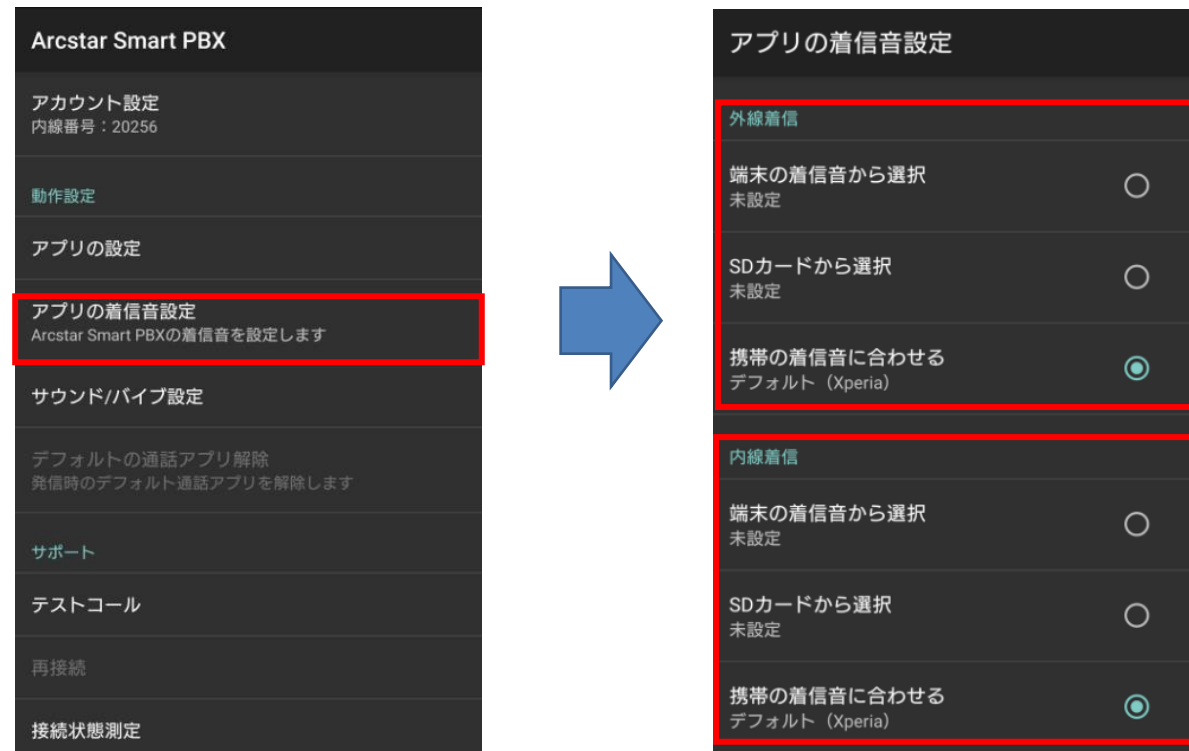 Arcstar Smart PBX
アカウント設定
内線番号：20256
動作設定
アプリの設定
アプリの着信音設定
Arcstar Smart PBXの着信音を設定します
サウンド/バイブ設定
デフォルトの通話アプリ解除
発信時のデフォルト通話アプリを解除します
サポート
テストコール
再接続
接続状態測定
アプリの着信音設定
外線着信
端末の着信音から選択
未設定
SDカードから選択
未設定
携帯の着信音に合わせる
デフォルト（Xperia）
内線着信
端末の着信音から選択
未設定
SDカードから選択
未設定
携帯の着信音に合わせる
デフォルト（Xperia）